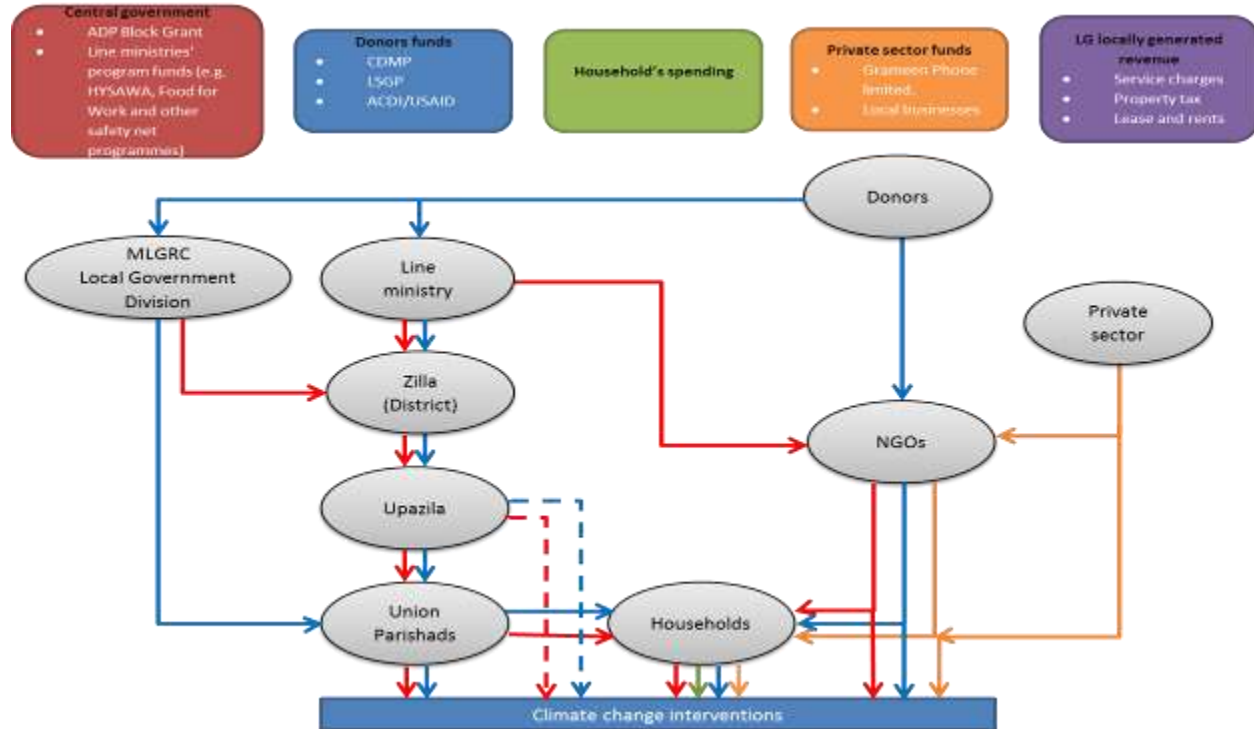 Central government
ADP Block Grant
Line ministries'
program funds (e.g.
HYSAWA, Food for
Work and other
safety net
programmes)
Donors funds
CDMP
LSGP
ACDI/USAID
Household's spending
Private sector funds
Grameen Phone
limited.
Local businesses
LG locally generated
revenue
Service charges
Property tax
Lease and rents
Donors
MLGRC
Local Government
Division
Line
ministry
Private
sector
Zilla
(District)
NGOs
Upazila
Union
Parishads
Households
Climate change interventions